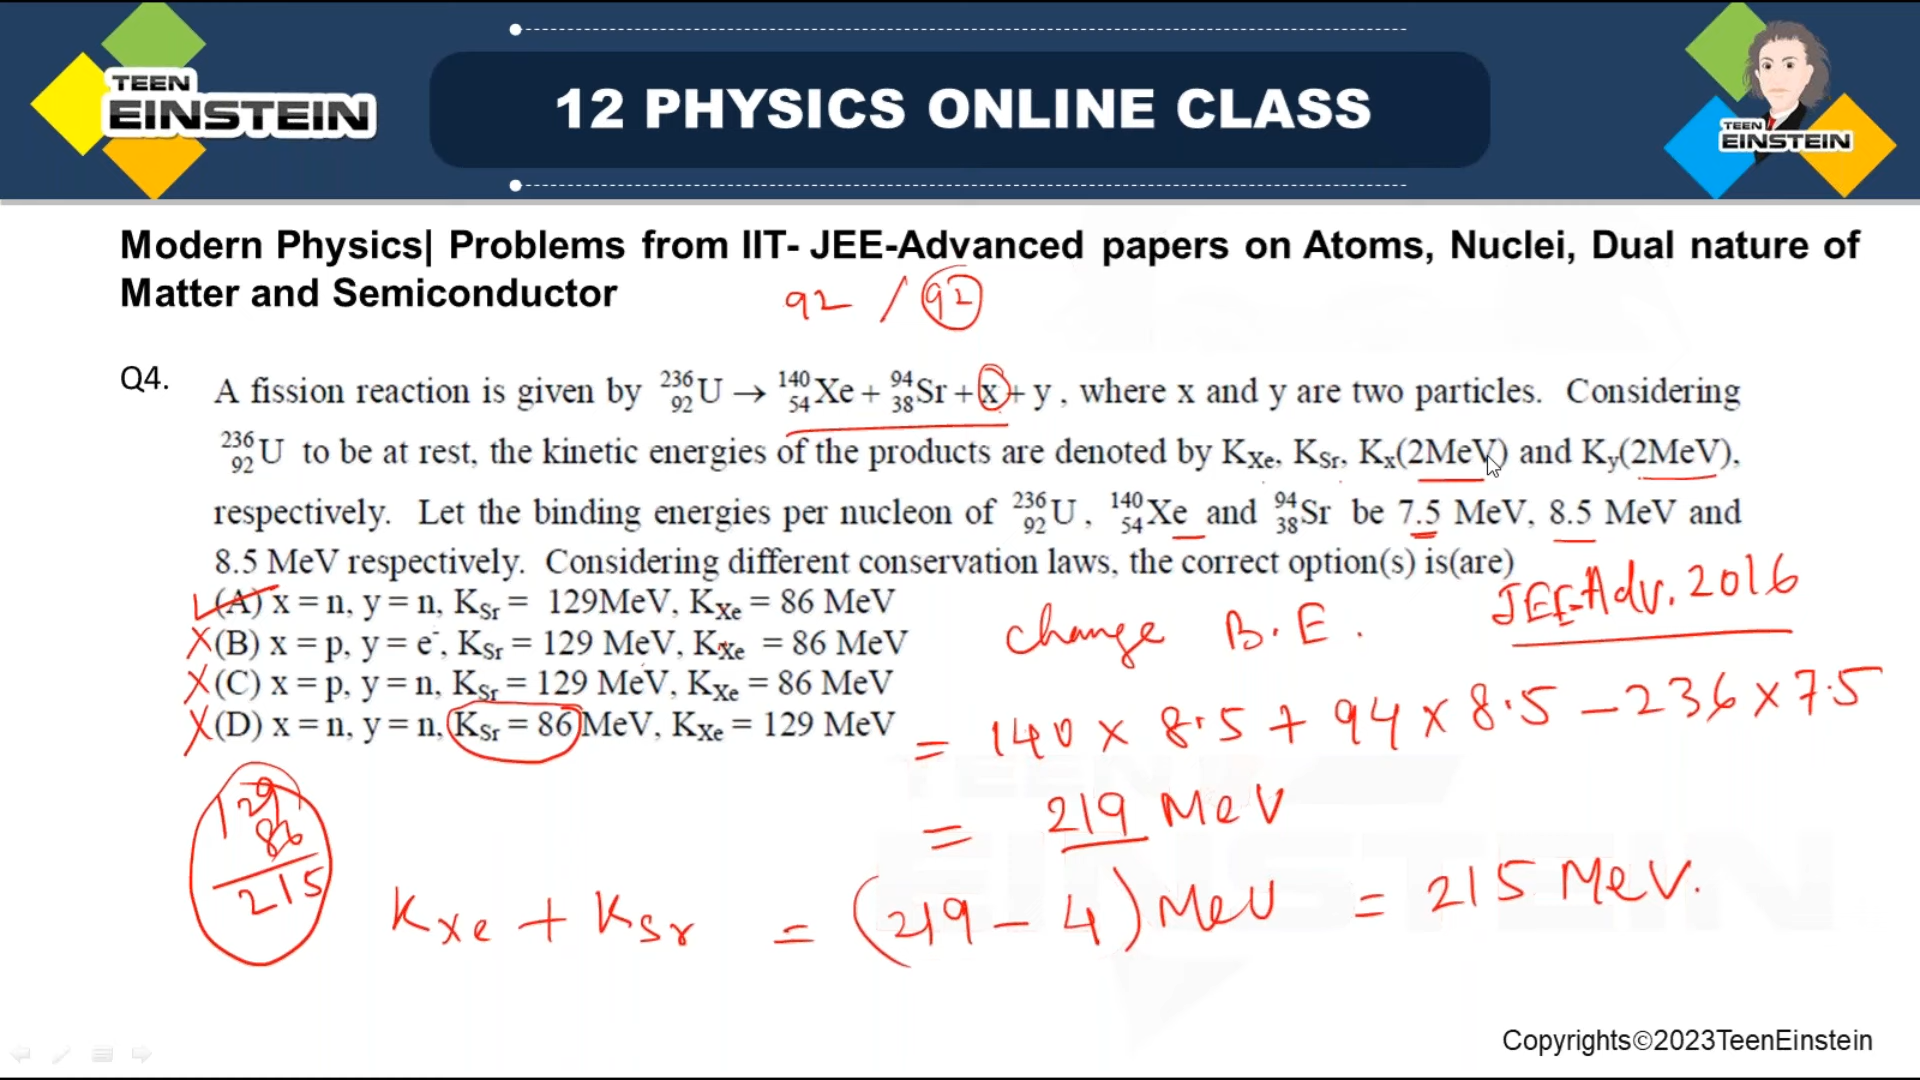 TEEN
EINSTEIN
12 PHYSICS ONLINE CLASS
TEEN
EINSTEIN
Modern Physics| Problems from IIT- JEE-Advanced papers on Atoms, Nuclei, Dual nature of
Matter and Semiconductor
92 / 92
Q4.
A fission reaction is given by ²³⁶₉₂U → ¹⁴⁰₅₄Xe + ⁹⁴₃₈Sr + x + y , where x and y are two particles. Considering
²³⁶₉₂U to be at rest, the kinetic energies of the products are denoted by K_Xe, K_Sr, K_x(2MeV) and K_y(2MeV),
respectively. Let the binding energies per nucleon of ²³⁶₉₂U, ¹⁴⁰₅₄Xe and ⁹⁴₃₈Sr be 7.5 MeV, 8.5 MeV and
8.5 MeV respectively. Considering different conservation laws, the correct option(s) is(are)
(A) x = n, y = n, K_Sr = 129MeV, K_Xe = 86 MeV
X (B) x = p, y = e⁻, K_Sr = 129 MeV, K_Xe = 86 MeV
X (C) x = p, y = n, K_Sr = 129 MeV, K_Xe = 86 MeV
X (D) x = n, y = n, K_Sr = 86 MeV, K_Xe = 129 MeV
JEE-Adv. 2016
change B.E.
= 140 × 8.5 + 94 × 8.5 − 236 × 7.5
= 219 MeV
129
86
215
K_Xe + K_Sr = (219 − 4) MeV = 215 MeV.
TEEN
EINSTEIN
Copyrights©2023TeenEinstein